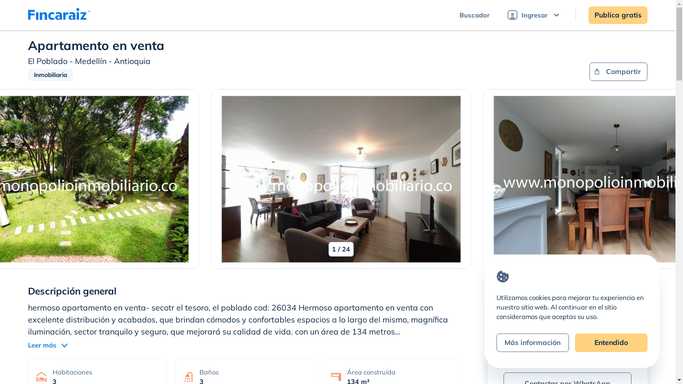 Fincaraiz
Buscador
Ingresar
Publica gratis
Apartamento en venta
El Poblado - Medellín - Antioquia
Inmobiliaria
Compartir
monopolioinmobiliario.co
www.monopolioinmobiliario.co
www.monopolioinmobili
1 / 24
Descripción general
hermoso apartamento en venta- secotr el tesoro, el poblado cod: 26034 Hermoso apartamento en venta con
excelente distribución y acabados, que brindan cómodos y confortables espacios a lo largo del mismo, magnífica
iluminación, sector tranquilo y seguro, que mejorará su calidad de vida. con un área de 134 metros...
Leer más
Habitaciones
3
Baños
3
Área construida
134 m²
Utilizamos cookies para mejorar tu experiencia en
nuestro sitio web. Al continuar en el sitio
consideramos que aceptas su uso.
Más información
Entendido
Contactar por WhatsApp